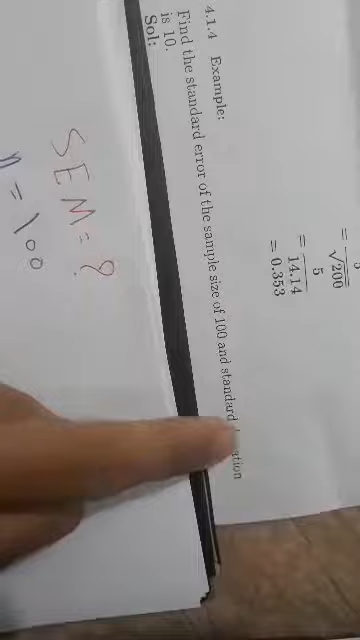 = 5
√200
= 5
14.14
= 0.353
4.1.4 Example:
Find the standard error of the sample size of 100 and standard
is 10.
Sol:
SEM = ?
n = 100